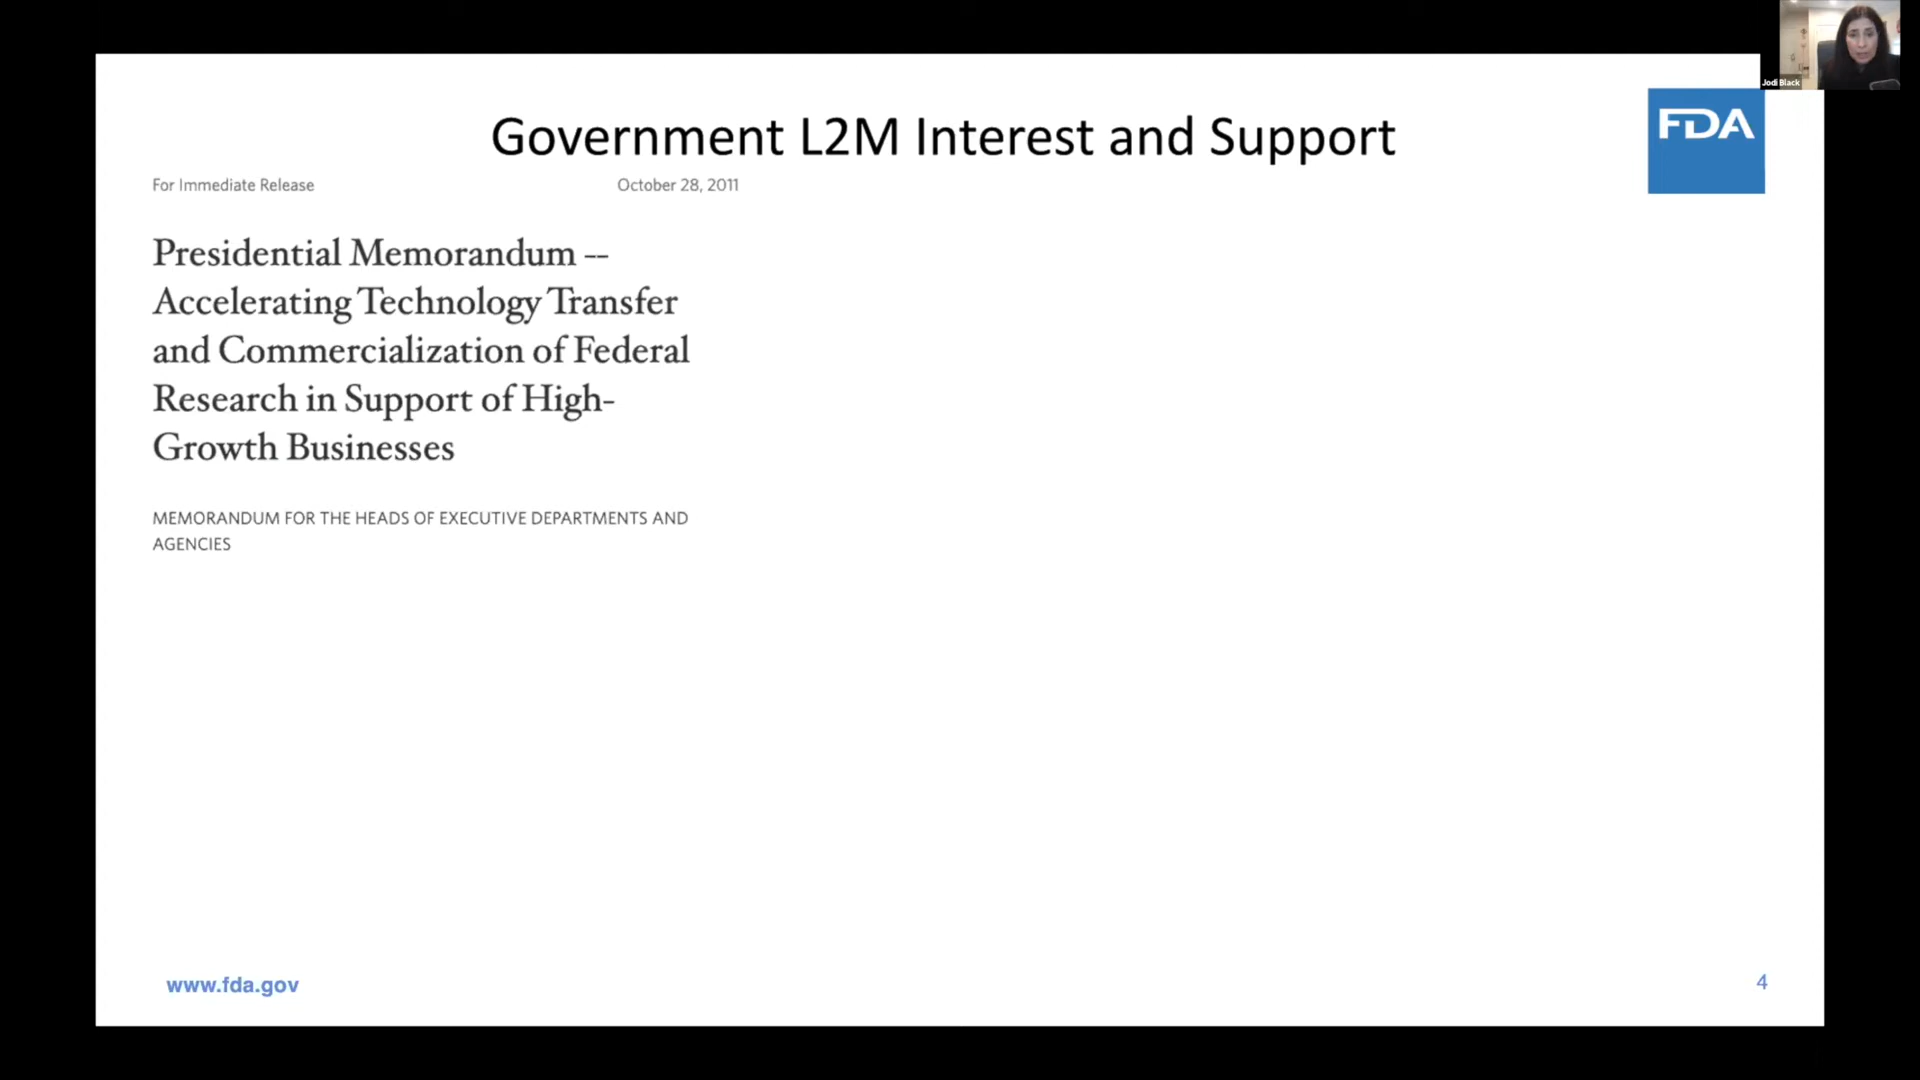 Jodi Black
FDA
Government L2M Interest and Support
For Immediate Release October 28, 2011
Presidential Memorandum --
Accelerating Technology Transfer
and Commercialization of Federal
Research in Support of High-
Growth Businesses
MEMORANDUM FOR THE HEADS OF EXECUTIVE DEPARTMENTS AND
AGENCIES
www.fda.gov
4